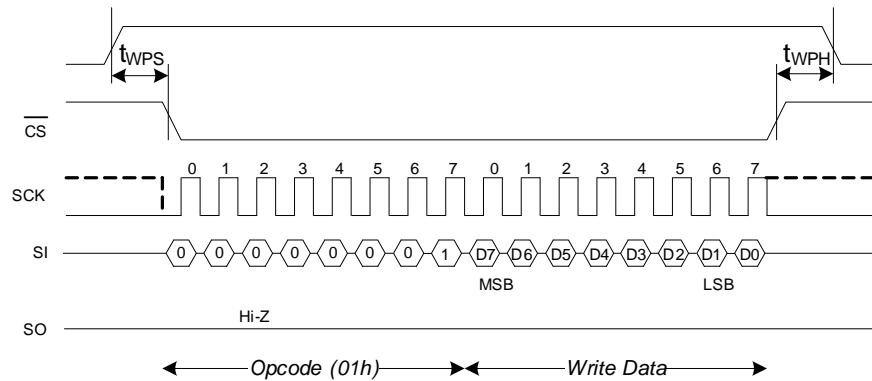 tWPS tWPH
CS
0 1 2 3 4 5 6 7 0 1 2 3 4 5 6 7
SCK
SI 0 0 0 0 0 0 0 1 D7 D6 D5 D4 D3 D2 D1 D0
MSB LSB
Hi-Z
SO
Opcode (01h) Write Data